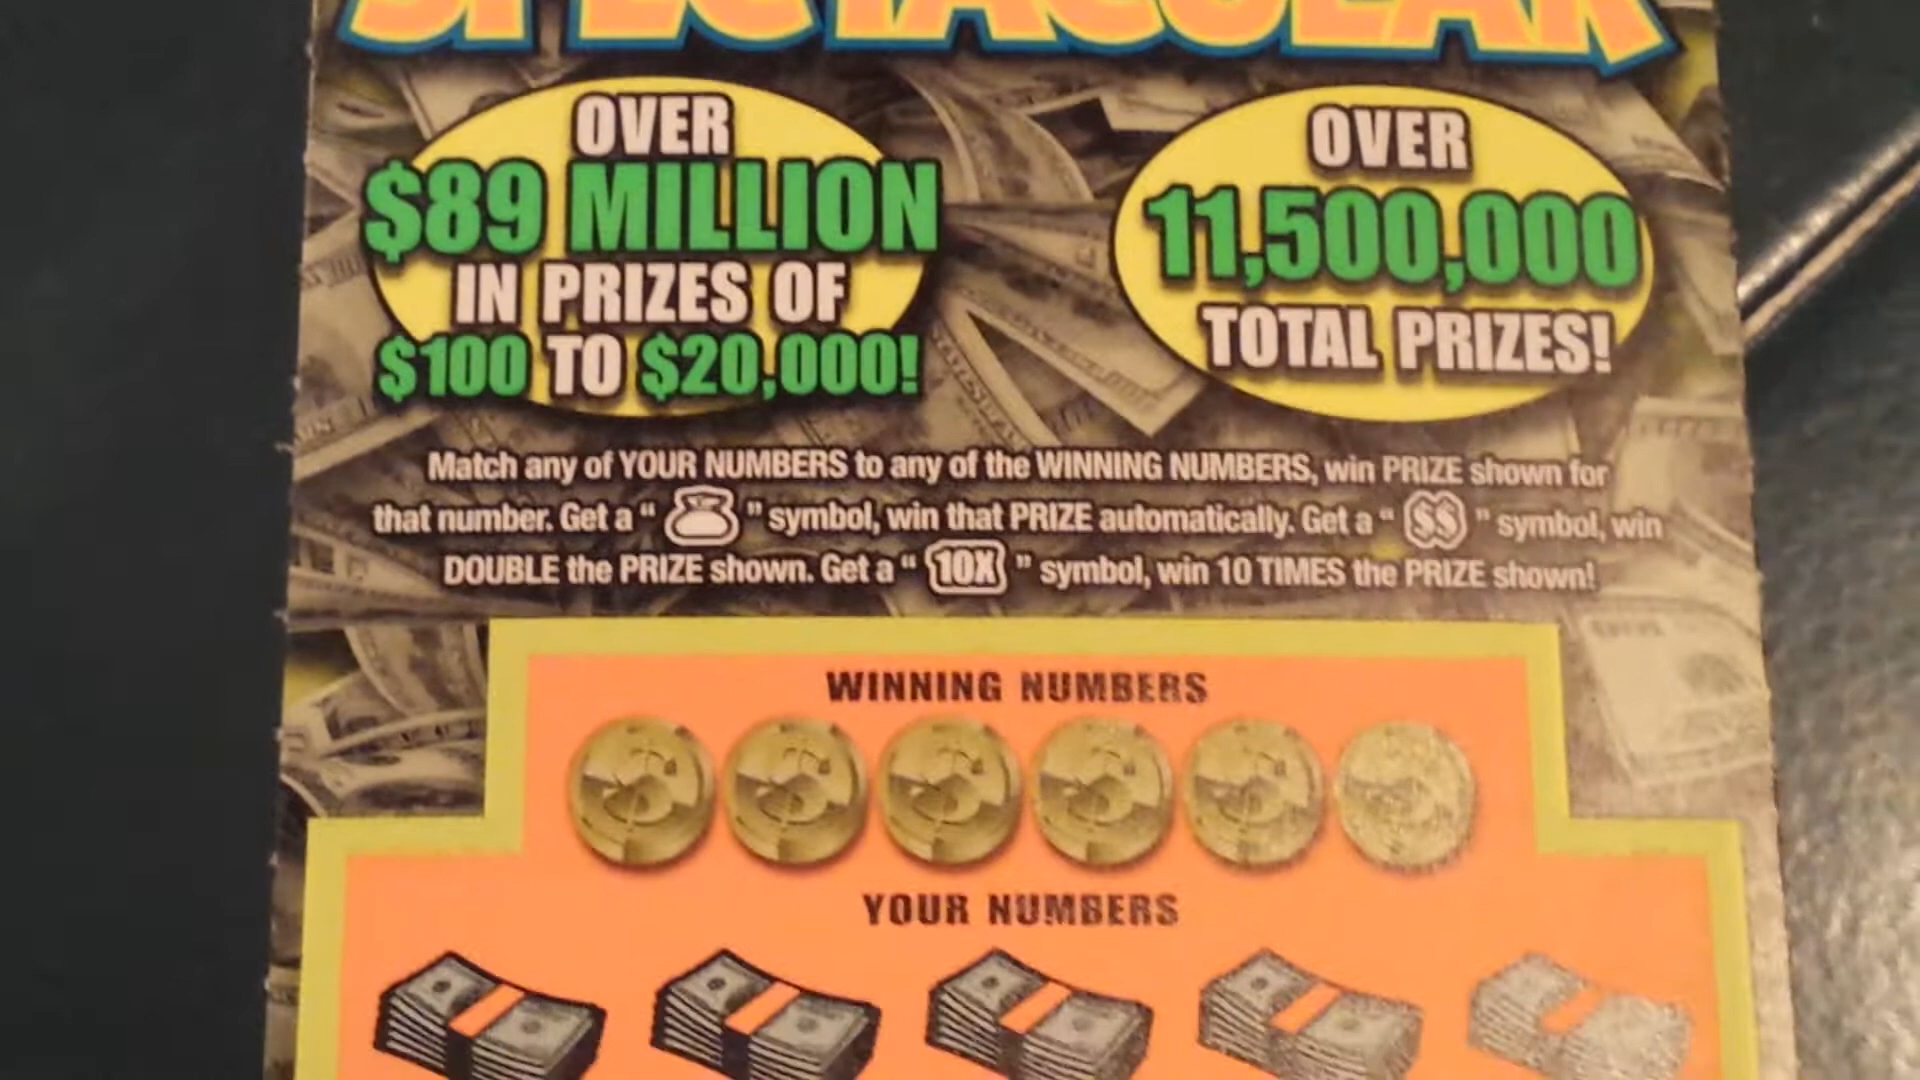 SPECTACULAR
OVER
$89 MILLION
IN PRIZES OF
$100 TO $20,000!
OVER
11,500,000
TOTAL PRIZES!
Match any of YOUR NUMBERS to any of the WINNING NUMBERS, win PRIZE shown for
that number. Get a “ ” symbol, win that PRIZE automatically. Get a “ $$ ” symbol, win
DOUBLE the PRIZE shown. Get a “ 10X ” symbol, win 10 TIMES the PRIZE shown!
WINNING NUMBERS
YOUR NUMBERS